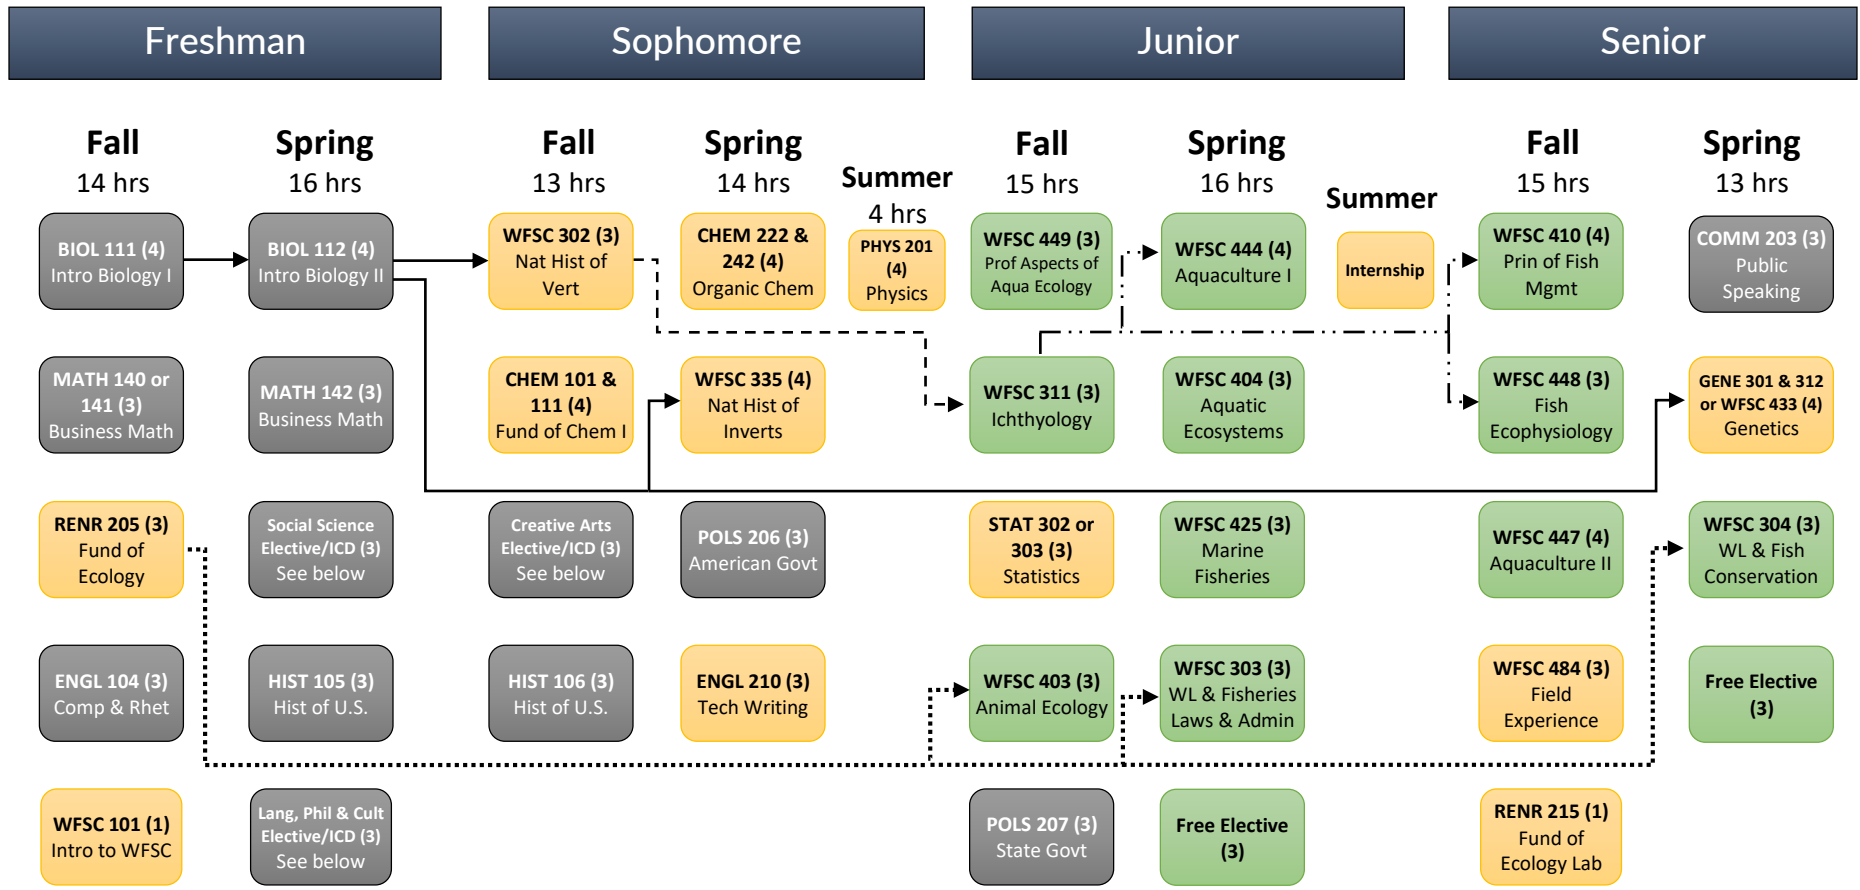 Freshman
Sophomore
Junior
Senior
Fall
14 hrs
Spring
16 hrs
Fall
13 hrs
Spring
14 hrs
Summer
4 hrs
Fall
15 hrs
Spring
16 hrs
Summer
Fall
15 hrs
Spring
13 hrs
BIOL 111 (4)
Intro Biology I
BIOL 112 (4)
Intro Biology II
WFSC 302 (3)
Nat Hist of
Vert
CHEM 222 &
242 (4)
Organic Chem
PHYS 201
(4)
Physics
WFSC 449 (3)
Prof Aspects of
Aqua Ecology
WFSC 444 (4)
Aquaculture I
Internship
WFSC 410 (4)
Prin of Fish
Mgmt
COMM 203 (3)
Public
Speaking
MATH 140 or
141 (3)
Business Math
MATH 142 (3)
Business Math
CHEM 101 &
111 (4)
Fund of Chem I
WFSC 335 (4)
Nat Hist of
Inverts
WFSC 311 (3)
Ichthyology
WFSC 404 (3)
Aquatic
Ecosystems
WFSC 448 (3)
Fish
Ecophysiology
GENE 301 & 312
or WFSC 433 (4)
Genetics
RENR 205 (3)
Fund of
Ecology
Social Science
Elective/ICD (3)
See below
Creative Arts
Elective/ICD (3)
See below
POLS 206 (3)
American Govt
STAT 302 or
303 (3)
Statistics
WFSC 425 (3)
Marine
Fisheries
WFSC 447 (4)
Aquaculture II
WFSC 304 (3)
WL & Fish
Conservation
ENGL 104 (3)
Comp & Rhet
HIST 105 (3)
Hist of U.S.
HIST 106 (3)
Hist of U.S.
ENGL 210 (3)
Tech Writing
WFSC 403 (3)
Animal Ecology
WFSC 303 (3)
WL & Fisheries
Laws & Admin
WFSC 484 (3)
Field
Experience
Free Elective
(3)
WFSC 101 (1)
Intro to WFSC
Lang, Phil & Cult
Elective/ICD (3)
See below
POLS 207 (3)
State Govt
Free Elective
(3)
RENR 215 (1)
Fund of
Ecology Lab